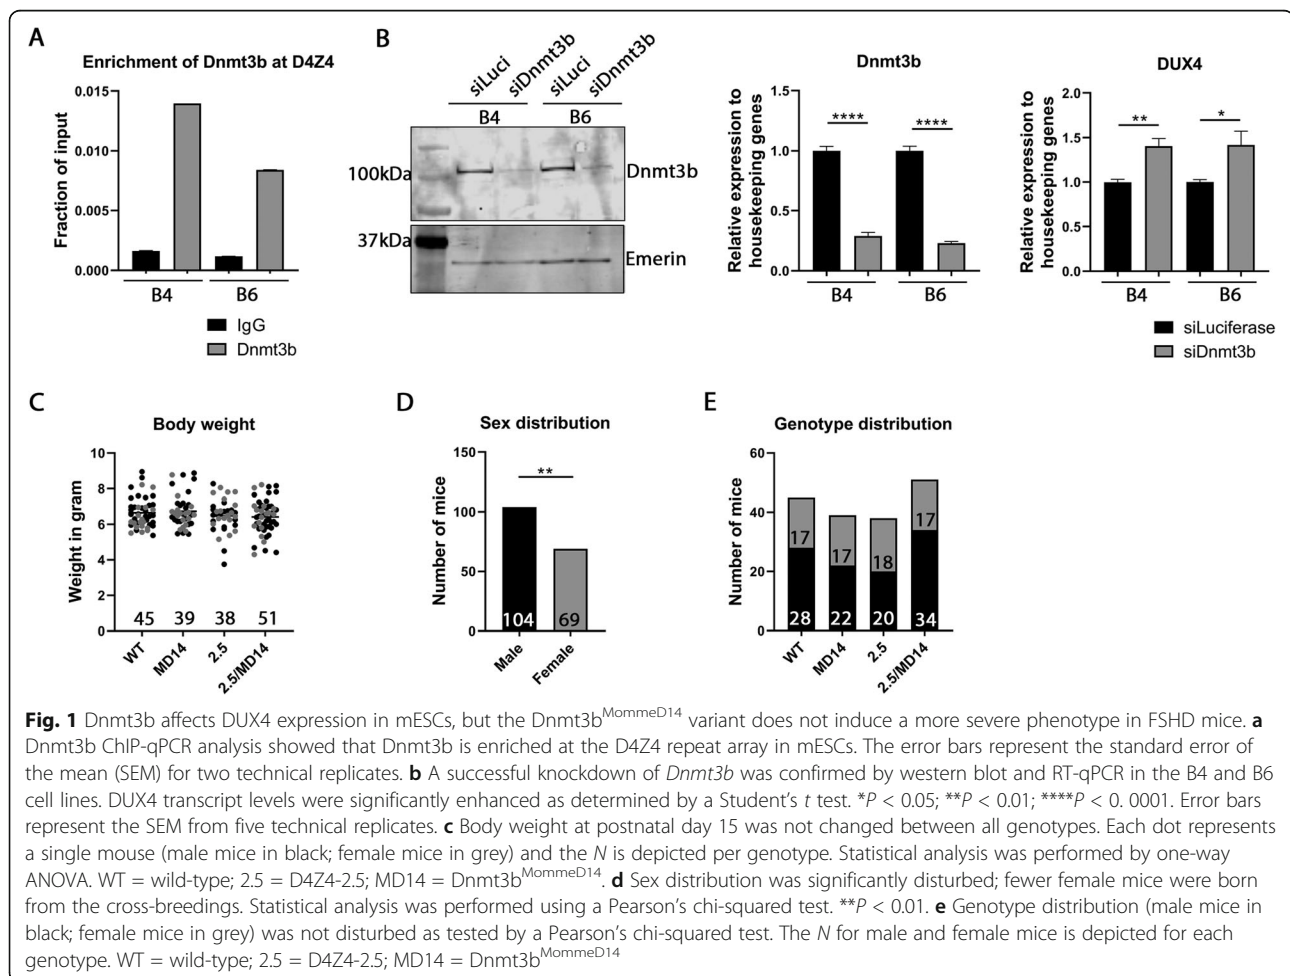 A
Enrichment of Dnmt3b at D4Z4
Fraction of input
0.015
0.010
0.005
0.000
B4
B6
IgG
Dnmt3b
B
siLuci
siDnmt3b
siLuci
siDnmt3b
B4
B6
100kDa
Dnmt3b
37kDa
Emerin
Dnmt3b
Relative expression to
housekeeping genes
1.5
1.0
0.5
0.0
****
****
B4
B6
DUX4
Relative expression to
housekeeping genes
2.0
1.5
1.0
0.5
0.0
**
*
B4
B6
siLuciferase
siDnmt3b
C
Body weight
Weight in gram
10
8
6
4
2
0
45
39
38
51
WT
MD14
2.5
2.5/MD14
D
Sex distribution
Number of mice
150
100
50
0
**
104
69
Male
Female
E
Genotype distribution
Number of mice
60
40
20
0
17
17
18
17
28
22
20
34
WT
MD14
2.5
2.5/MD14
Fig. 1 Dnmt3b affects DUX4 expression in mESCs, but the Dnmt3bMommeD14 variant does not induce a more severe phenotype in FSHD mice. a
Dnmt3b ChIP-qPCR analysis showed that Dnmt3b is enriched at the D4Z4 repeat array in mESCs. The error bars represent the standard error of
the mean (SEM) for two technical replicates. b A successful knockdown of Dnmt3b was confirmed by western blot and RT-qPCR in the B4 and B6
cell lines. DUX4 transcript levels were significantly enhanced as determined by a Student's t test. *P < 0.05; **P < 0.01; ****P < 0. 0001. Error bars
represent the SEM from five technical replicates. c Body weight at postnatal day 15 was not changed between all genotypes. Each dot represents
a single mouse (male mice in black; female mice in grey) and the N is depicted per genotype. Statistical analysis was performed by one-way
ANOVA. WT = wild-type; 2.5 = D4Z4-2.5; MD14 = Dnmt3bMommeD14. d Sex distribution was significantly disturbed; fewer female mice were born
from the cross-breedings. Statistical analysis was performed using a Pearson's chi-squared test. **P < 0.01. e Genotype distribution (male mice in
black; female mice in grey) was not disturbed as tested by a Pearson's chi-squared test. The N for male and female mice is depicted for each
genotype. WT = wild-type; 2.5 = D4Z4-2.5; MD14 = Dnmt3bMommeD14